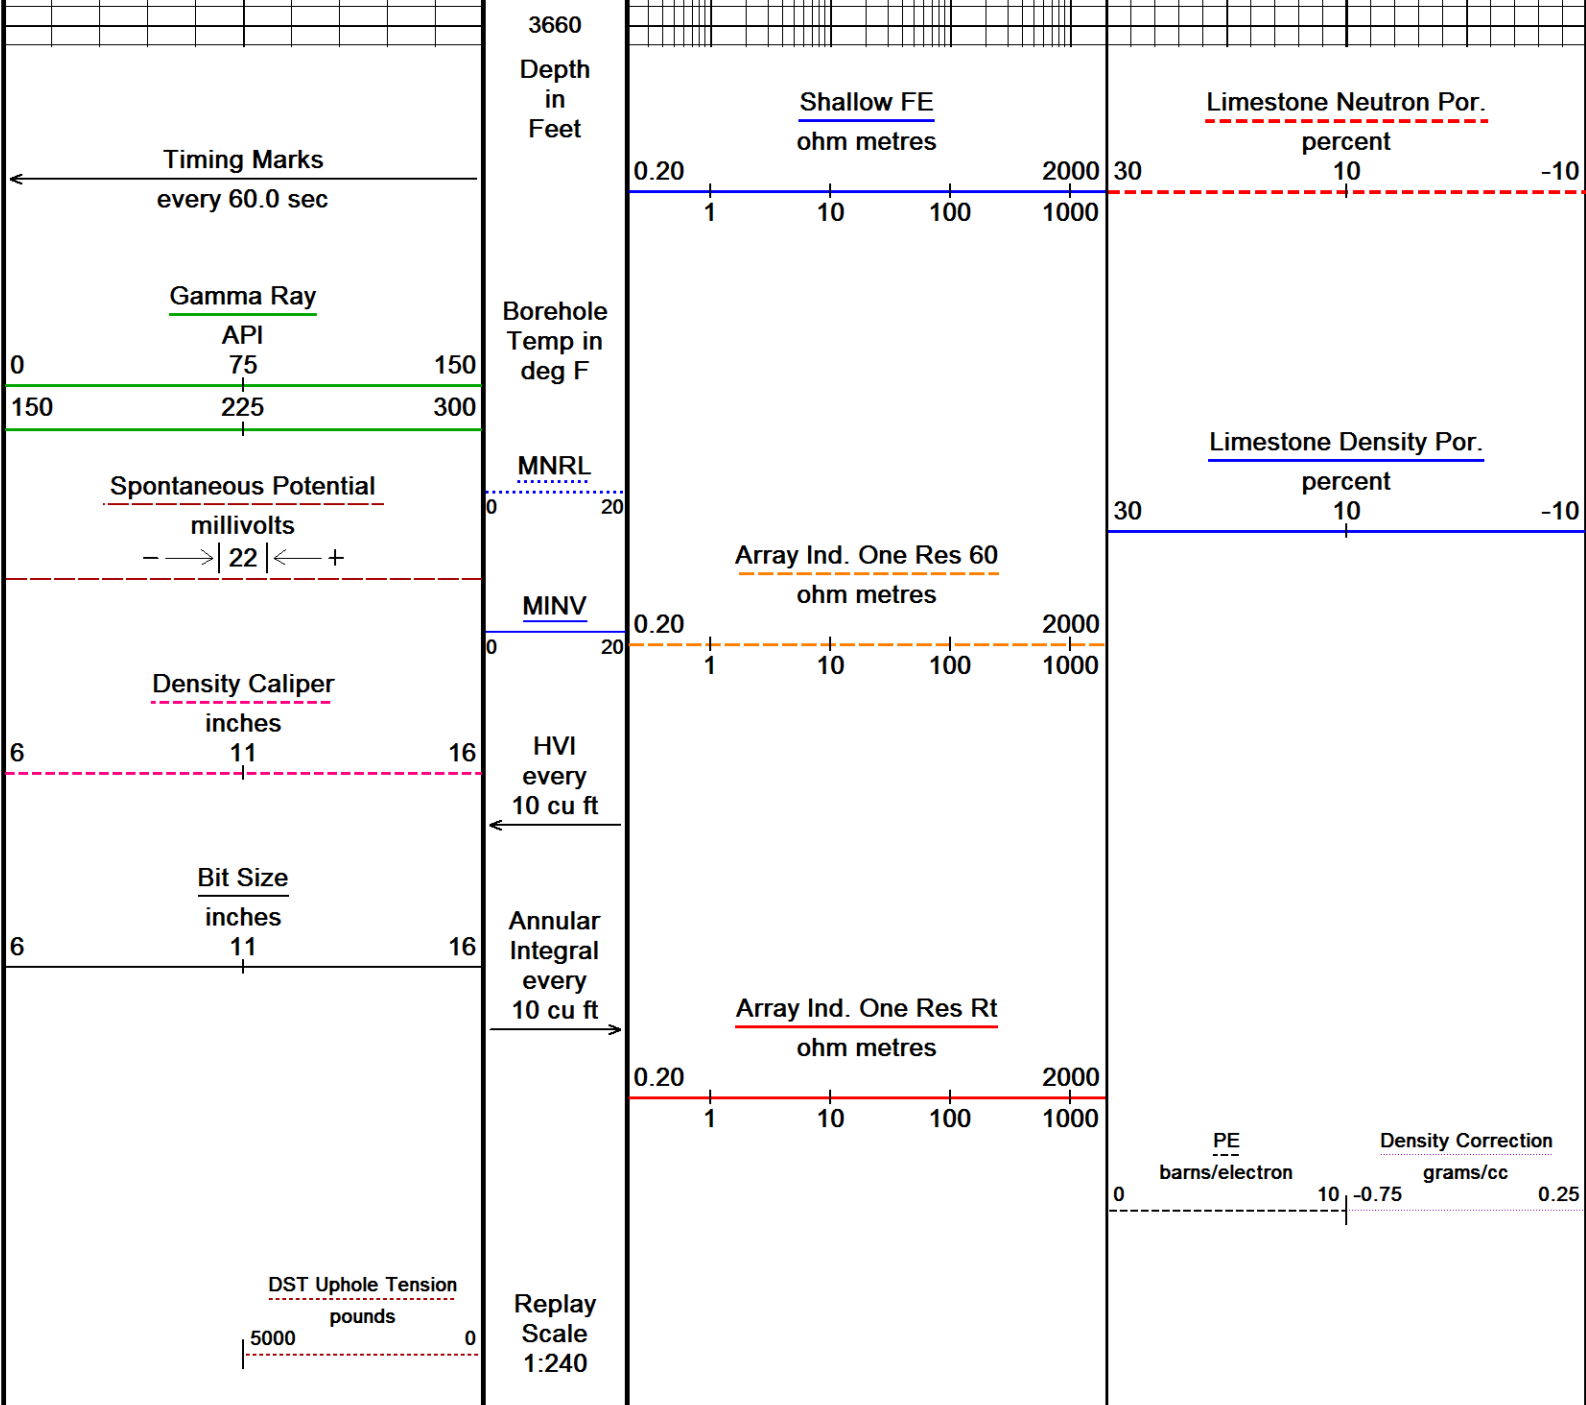 3660
Depth
in
Feet
Timing Marks
every 60.0 sec
Gamma Ray
API
0 75 150
150 225 300
Spontaneous Potential
millivolts
− 22 +
Density Caliper
inches
6 11 16
Bit Size
inches
6 11 16
DST Uphole Tension
pounds
5000 0
Borehole
Temp in
deg F
MNRL
0 20
MINV
0 20
HVI
every
10 cu ft
Annular
Integral
every
10 cu ft
Replay
Scale
1:240
Shallow FE
ohm metres
0.20 2000
1 10 100 1000
Array Ind. One Res 60
ohm metres
0.20 2000
1 10 100 1000
Array Ind. One Res Rt
ohm metres
0.20 2000
1 10 100 1000
Limestone Neutron Por.
percent
30 10 -10
Limestone Density Por.
percent
30 10 -10
PE
barns/electron
0 10
Density Correction
grams/cc
-0.75 0.25